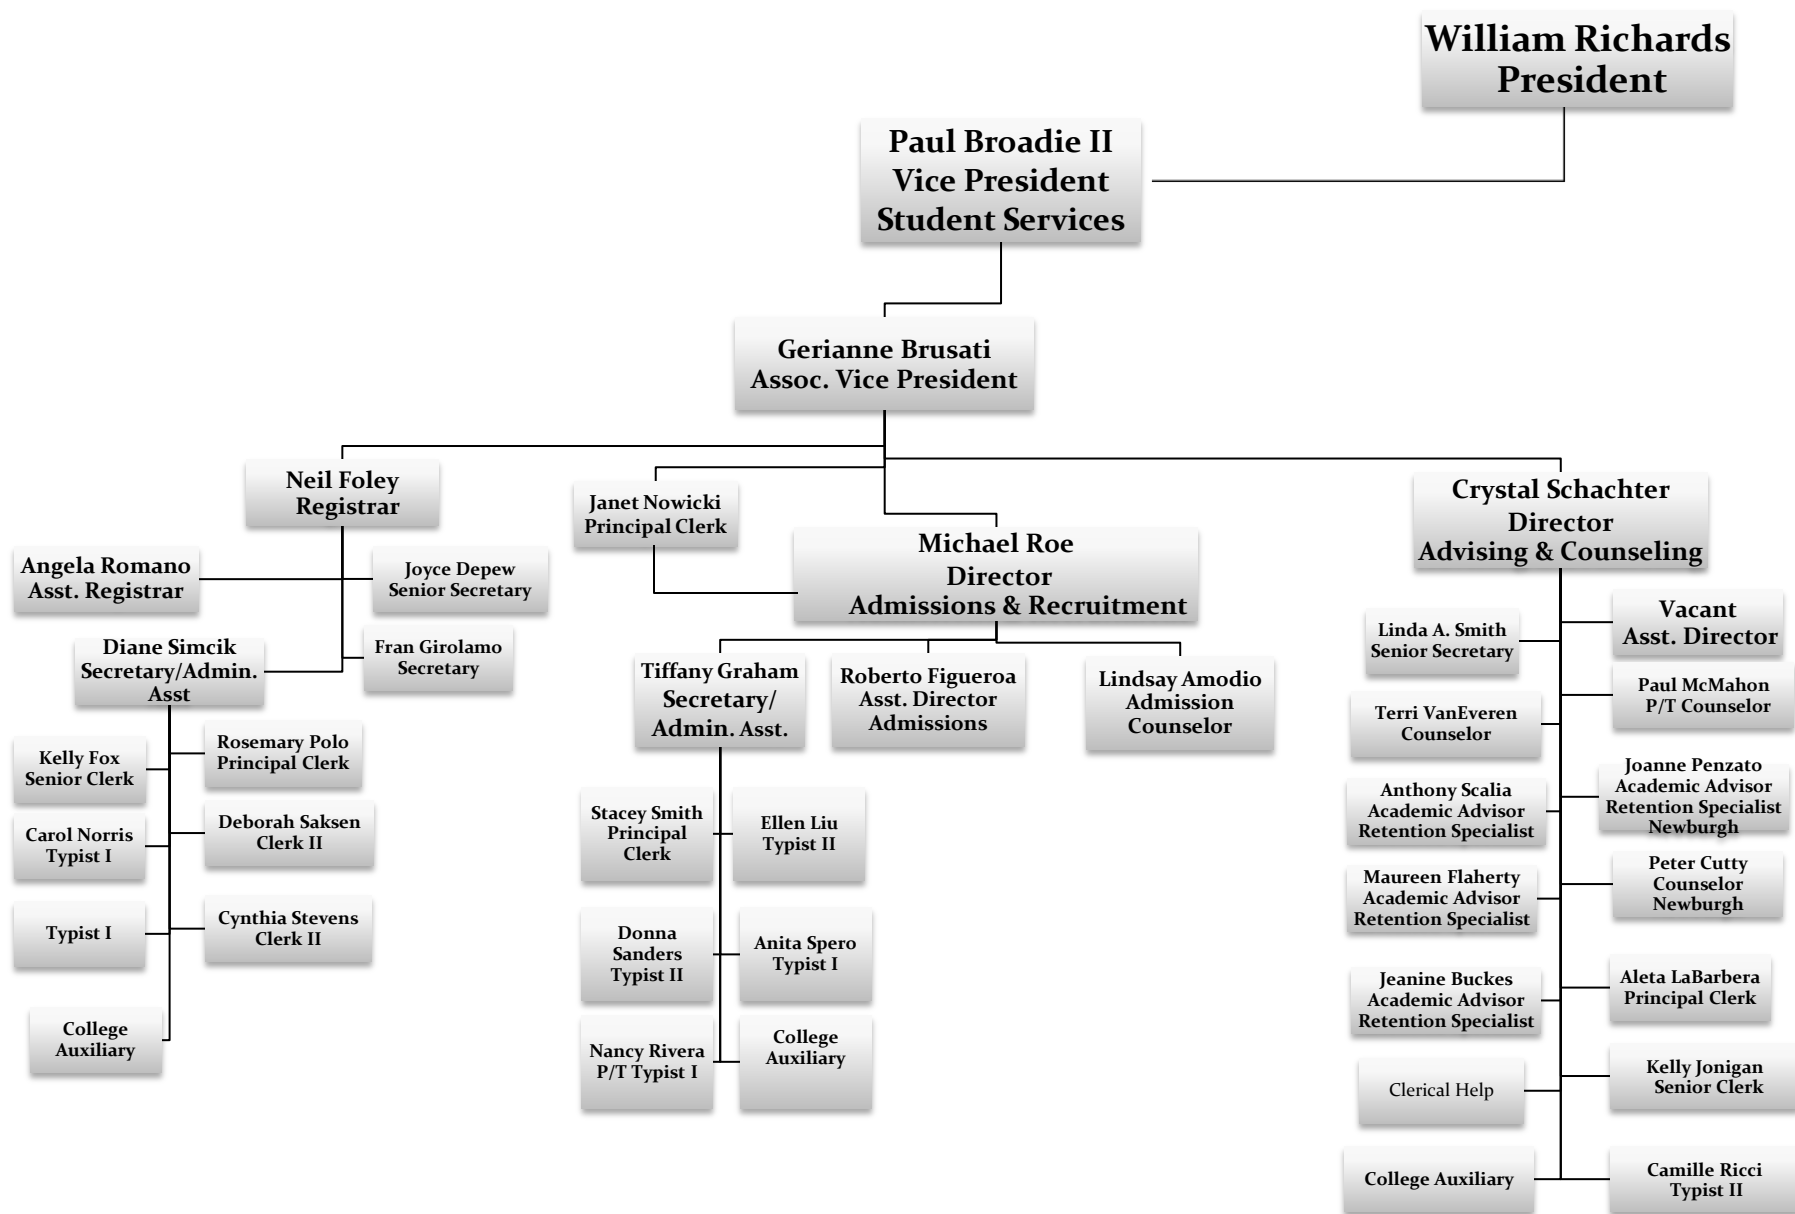 William Richards
President
Paul Broadie II
Vice President
Student Services
Gerianne Brusati
Assoc. Vice President
Neil Foley
Registrar
Angela Romano
Asst. Registrar
Joyce Depew
Senior Secretary
Diane Simcik
Secretary/Admin.
Asst
Fran Girolamo
Secretary
Kelly Fox
Senior Clerk
Rosemary Polo
Principal Clerk
Carol Norris
Typist I
Deborah Saksen
Clerk II
Typist I
Cynthia Stevens
Clerk II
College
Auxiliary
Janet Nowicki
Principal Clerk
Michael Roe
Director
Admissions & Recruitment
Tiffany Graham
Secretary/
Admin. Asst.
Roberto Figueroa
Asst. Director
Admissions
Lindsay Amodio
Admission
Counselor
Stacey Smith
Principal
Clerk
Ellen Liu
Typist II
Donna
Sanders
Typist II
Anita Spero
Typist I
Nancy Rivera
P/T Typist I
College
Auxiliary
Crystal Schachter
Director
Advising & Counseling
Linda A. Smith
Senior Secretary
Vacant
Asst. Director
Terri VanEveren
Counselor
Paul McMahon
P/T Counselor
Anthony Scalia
Academic Advisor
Retention Specialist
Joanne Penzato
Academic Advisor
Retention Specialist
Newburgh
Maureen Flaherty
Academic Advisor
Retention Specialist
Peter Cutty
Counselor
Newburgh
Jeanine Buckes
Academic Advisor
Retention Specialist
Aleta LaBarbera
Principal Clerk
Clerical Help
Kelly Jonigan
Senior Clerk
College Auxiliary
Camille Ricci
Typist II